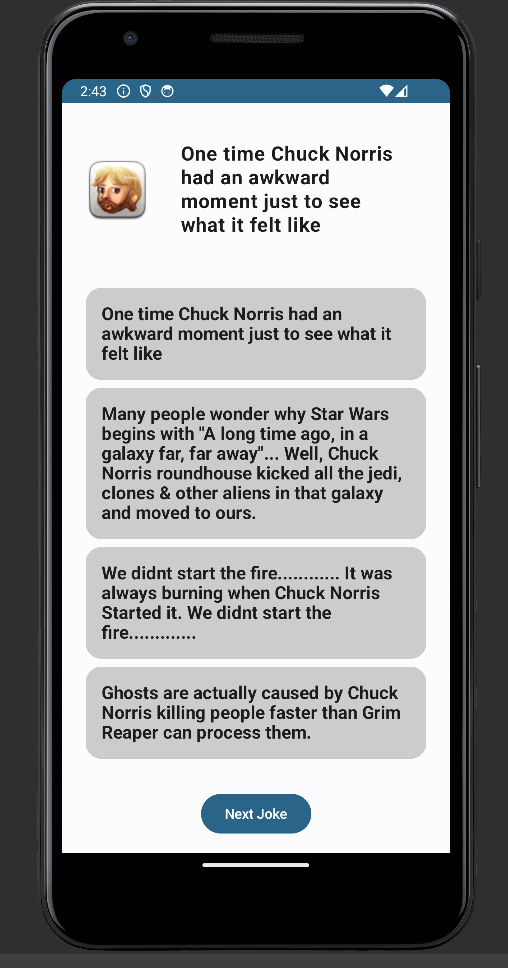 2:43
One time Chuck Norris
had an awkward
moment just to see
what it felt like
One time Chuck Norris had an
awkward moment just to see what it
felt like
Many people wonder why Star Wars
begins with "A long time ago, in a
galaxy far, far away"... Well, Chuck
Norris roundhouse kicked all the jedi,
clones & other aliens in that galaxy
and moved to ours.
We didnt start the fire............ It was
always burning when Chuck Norris
Started it. We didnt start the
fire.............
Ghosts are actually caused by Chuck
Norris killing people faster than Grim
Reaper can process them.
Next Joke